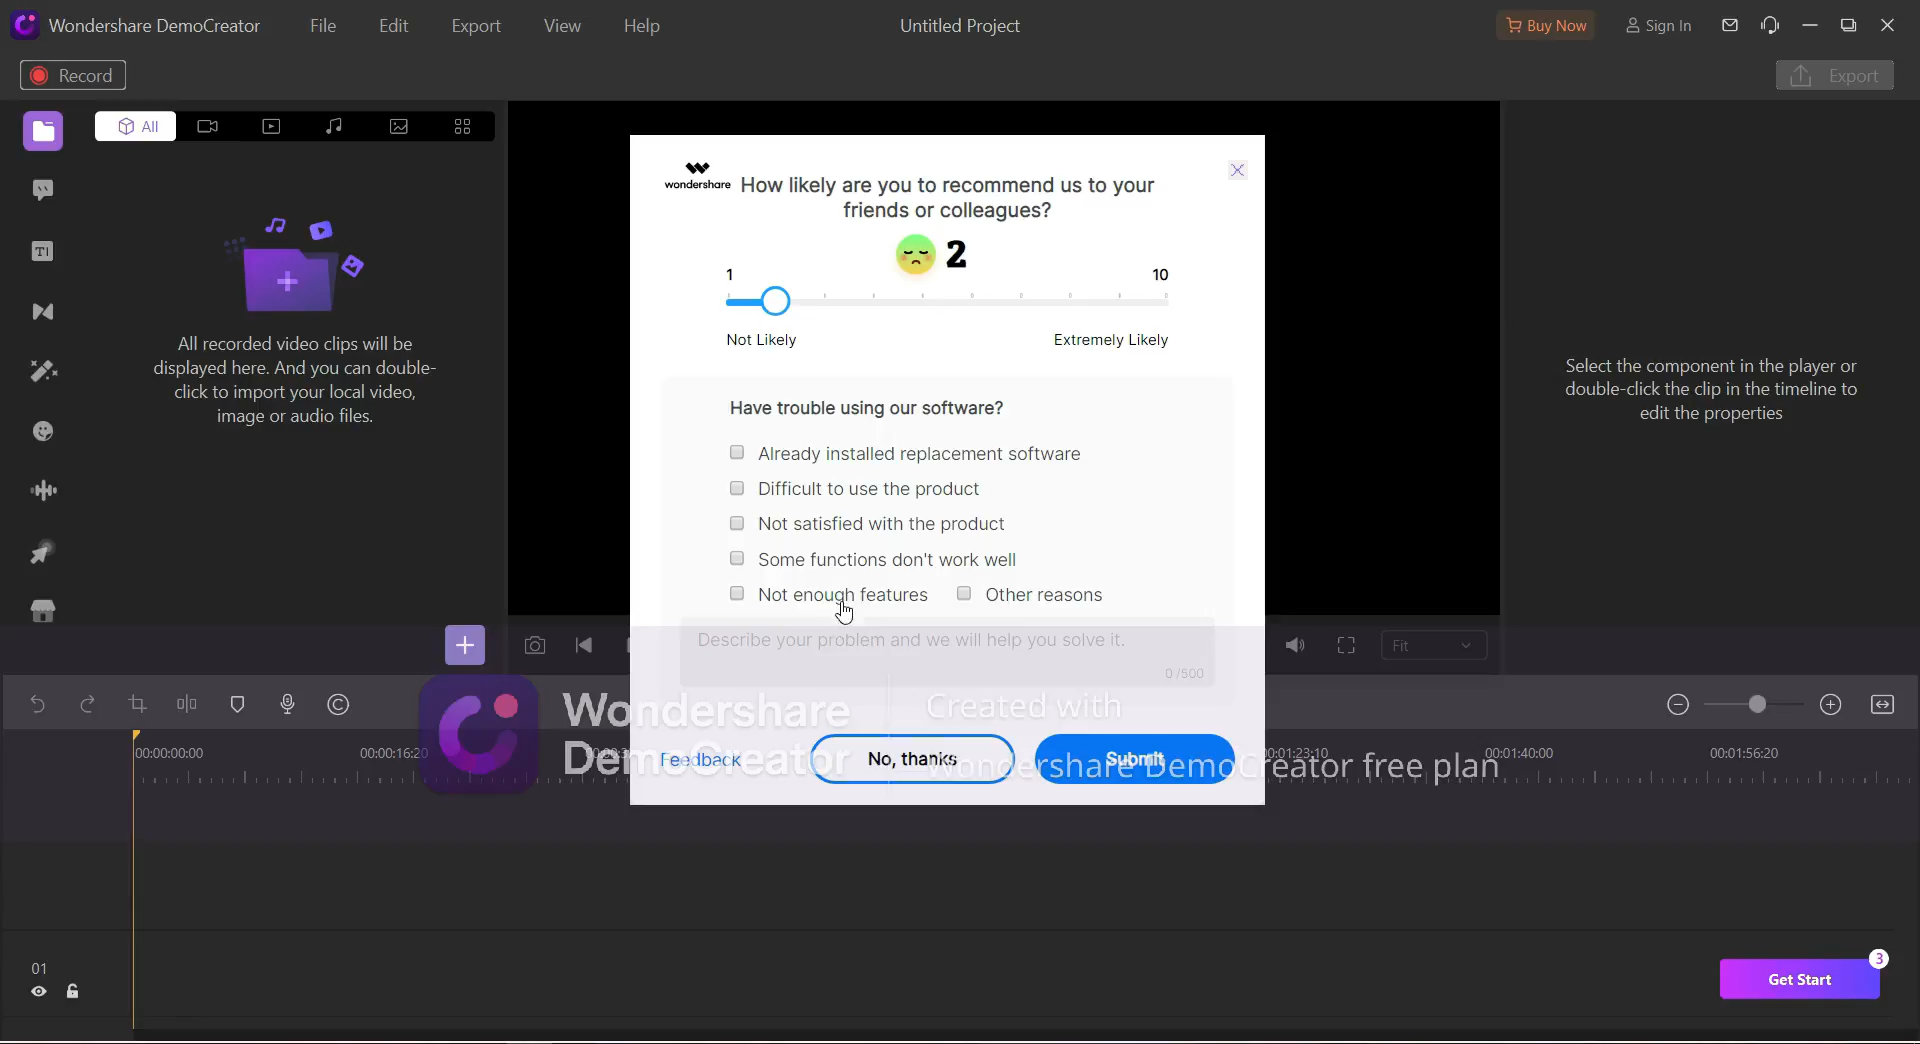 Wondershare DemoCreator File Edit Export View Help Untitled Project Buy Now Sign In
Record Export
All
All recorded video clips will be
displayed here. And you can double-
click to import your local video,
image or audio files.
wondershare
How likely are you to recommend us to your
friends or colleagues?
2
1 10
Not Likely Extremely Likely
Have trouble using our software?
Already installed replacement software
Difficult to use the product
Not satisfied with the product
Some functions don't work well
Not enough features Other reasons
Describe your problem and we will help you solve it.
0/500
Feedback No, thanks Submit
Select the component in the player or
double-click the clip in the timeline to
edit the properties
Fit
Wondershare
DemoCreator
Created with
Wondershare DemoCreator free plan
00:00:00:00 00:00:16:20 00:01:23:10 00:01:40:00 00:01:56:20
01
Get Start 3